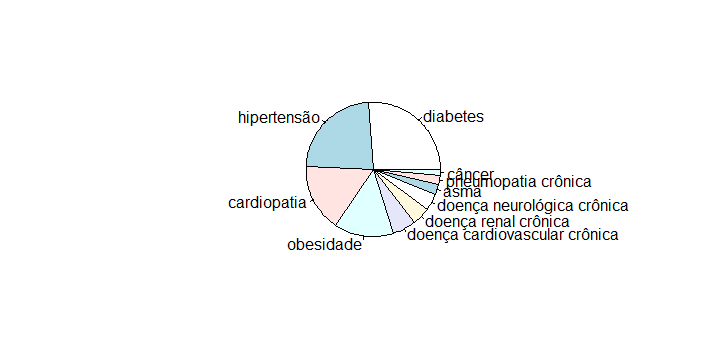 diabetes
hipertensão
cardiopatia
obesidade
doença cardiovascular crônica
doença renal crônica
doença neurológica crônica
asma
pneumopatia crônica
câncer